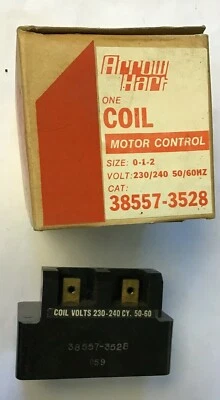 Arrow
Hart
ONE
COIL
MOTOR CONTROL
SIZE: 0-1-2
VOLT: 230/240 50/60HZ
CAT:
38557-3528
COIL VOLTS 230-240 CY. 50-60
38557-3528